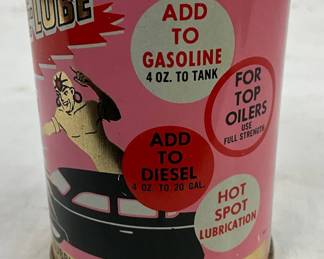 LUBE
ADD
TO
GASOLINE
4 OZ. TO TANK
FOR
TOP
OILERS
USE
FULL STRENGTH
ADD
TO
DIESEL
4 OZ. TO 20 GAL.
HOT
SPOT
LUBRICATION